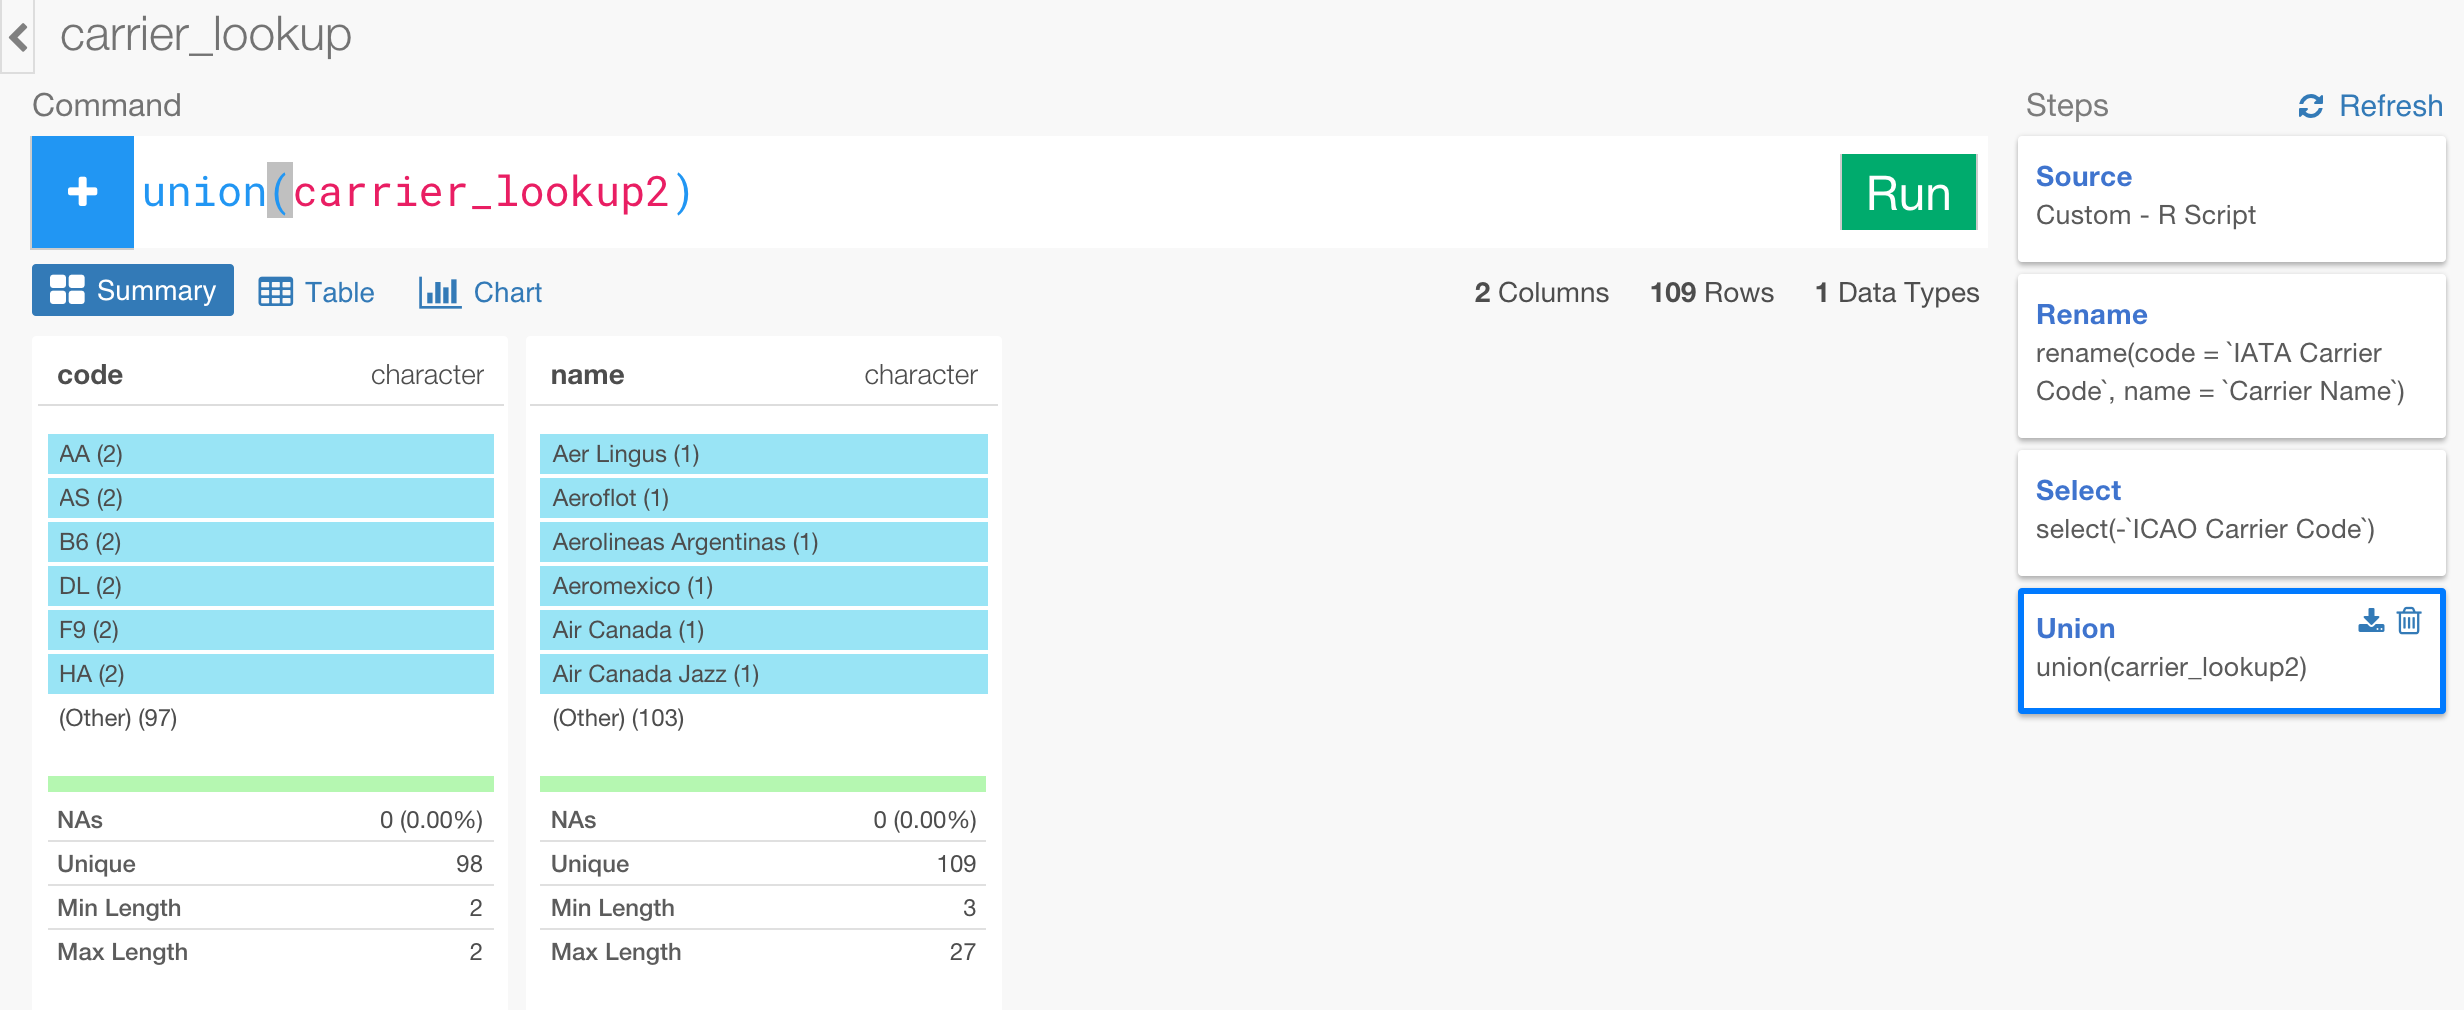 carrier_lookup
Command
Steps
Refresh
+
union(carrier_lookup2)
Run
Summary
Table
Chart
2 Columns
109 Rows
1 Data Types
code
character
AA (2)
AS (2)
B6 (2)
DL (2)
F9 (2)
HA (2)
(Other) (97)
NAs 0 (0.00%)
Unique 98
Min Length 2
Max Length 2
name
character
Aer Lingus (1)
Aeroflot (1)
Aerolineas Argentinas (1)
Aeromexico (1)
Air Canada (1)
Air Canada Jazz (1)
(Other) (103)
NAs 0 (0.00%)
Unique 109
Min Length 3
Max Length 27
Source
Custom - R Script
Rename
rename(code = `IATA Carrier
Code`, name = `Carrier Name`)
Select
select(-`ICAO Carrier Code`)
Union
union(carrier_lookup2)